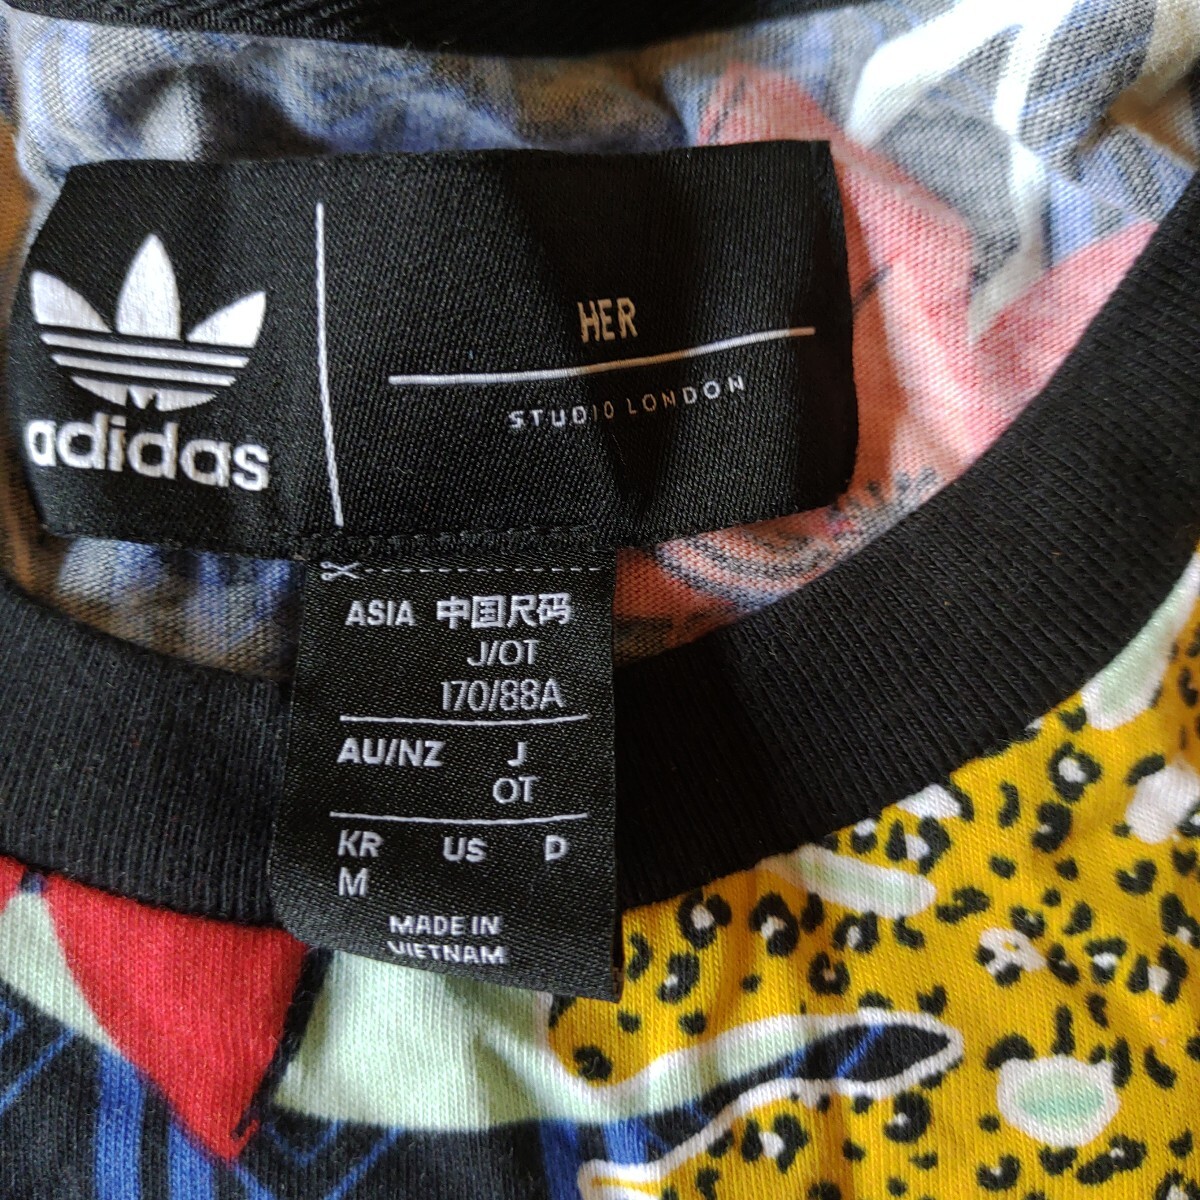 adidas
HER
STUDIO LONDON
ASIA 中国尺码
J/OT
170/88A
AU/NZ J
OT
KR US D
M
MADE IN
VIETNAM